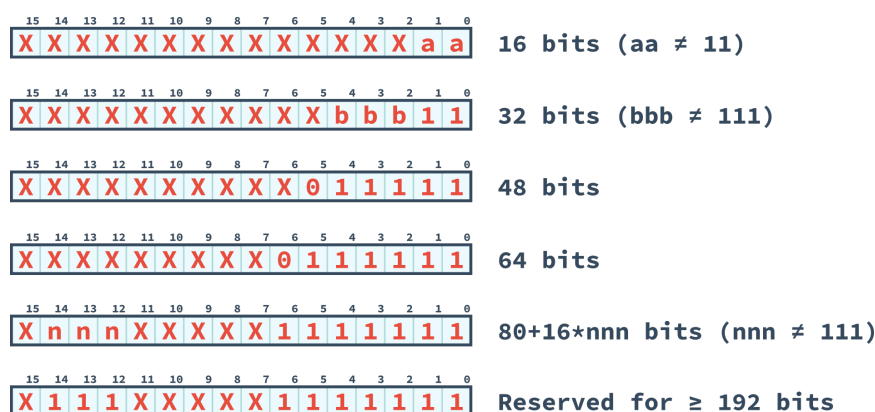 15 14 13 12 11 10 9 8 7 6 5 4 3 2 1 0
X X X X X X X X X X X X X X a a 16 bits (aa ≠ 11)
15 14 13 12 11 10 9 8 7 6 5 4 3 2 1 0
X X X X X X X X X X X b b b 1 1 32 bits (bbb ≠ 111)
15 14 13 12 11 10 9 8 7 6 5 4 3 2 1 0
X X X X X X X X X X 0 1 1 1 1 1 48 bits
15 14 13 12 11 10 9 8 7 6 5 4 3 2 1 0
X X X X X X X X X 0 1 1 1 1 1 1 64 bits
15 14 13 12 11 10 9 8 7 6 5 4 3 2 1 0
X n n n X X X X X 1 1 1 1 1 1 1 80+16*nnn bits (nnn ≠ 111)
15 14 13 12 11 10 9 8 7 6 5 4 3 2 1 0
X 1 1 1 X X X X X 1 1 1 1 1 1 1 Reserved for ≥ 192 bits